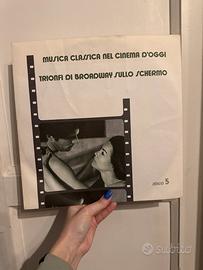 MUSICA CLASSICA NEL CINEMA D'OGGI
TRIONFI DI BROADWAY SULLO SCHERMO
disco 5
subito